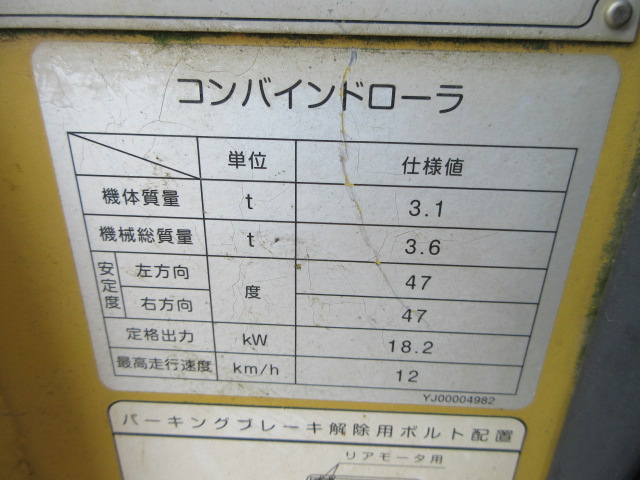 コンバインドローラ
単位 仕様値
機体質量 t 3.1
機械総質量 t 3.6
安定度 左方向 度 47
右方向 47
定格出力 kW 18.2
最高走行速度 km/h 12
YJ00004982
パーキングブレーキ解除用ボルト配置
リアモータ用